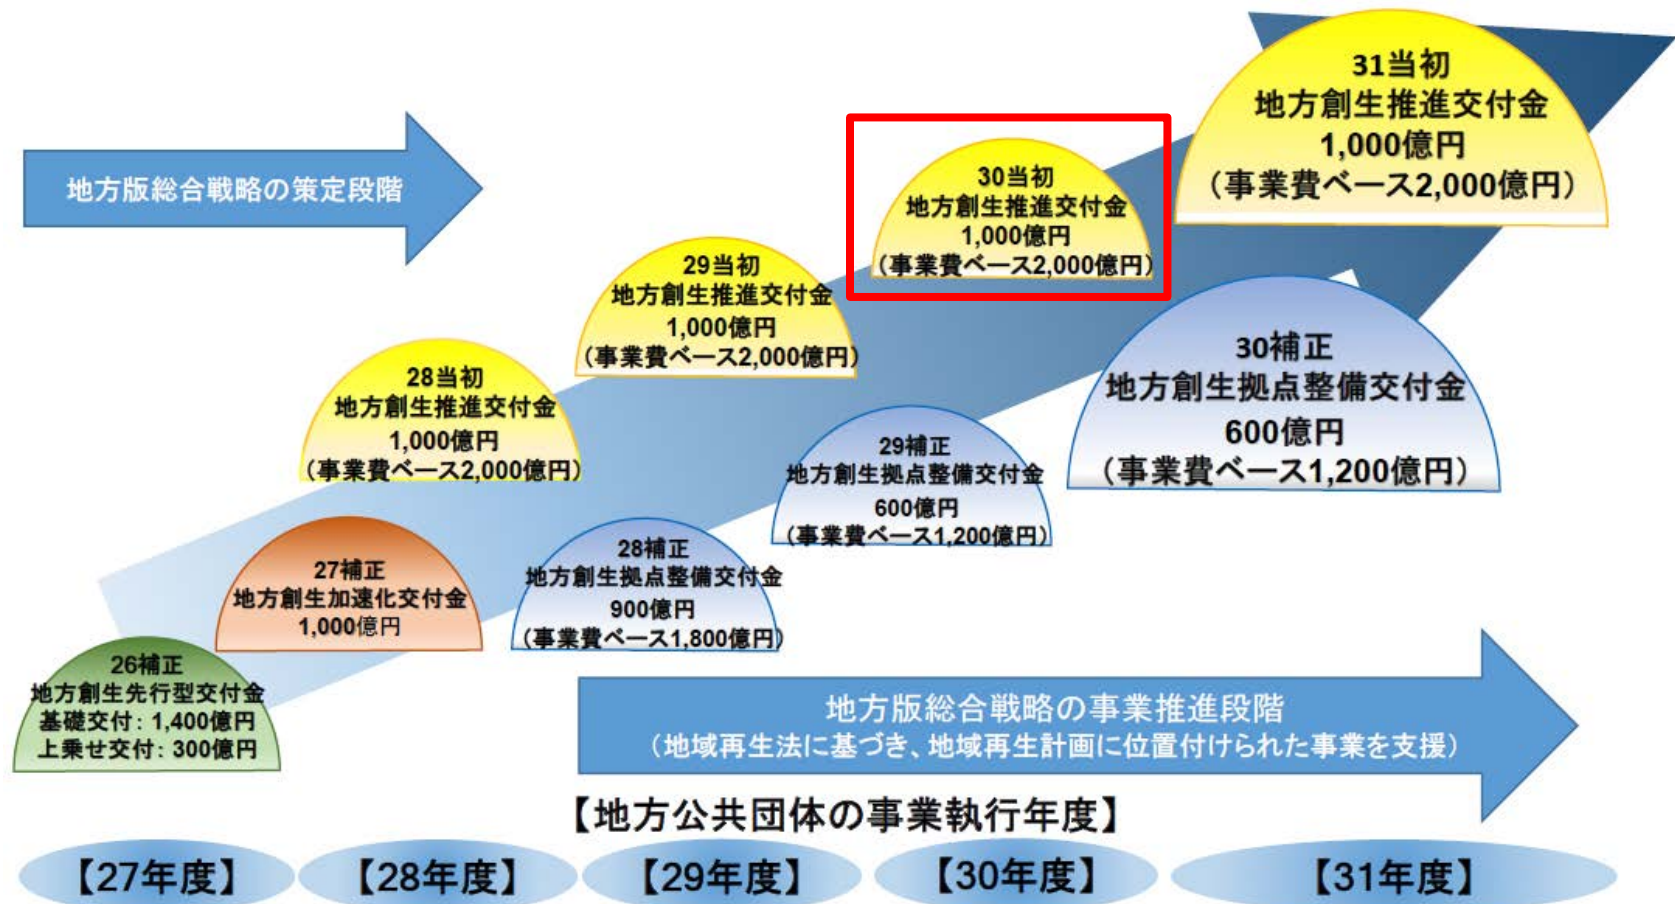 31当初
地方創生推進交付金
1,000億円
（事業費ベース2,000億円）
地方版総合戦略の策定段階
30当初
地方創生推進交付金
1,000億円
（事業費ベース2,000億円）
29当初
地方創生推進交付金
1,000億円
（事業費ベース2,000億円）
30補正
地方創生拠点整備交付金
600億円
（事業費ベース1,200億円）
28当初
地方創生推進交付金
1,000億円
（事業費ベース2,000億円）
29補正
地方創生拠点整備交付金
600億円
（事業費ベース1,200億円）
27補正
地方創生加速化交付金
1,000億円
28補正
地方創生拠点整備交付金
900億円
（事業費ベース1,800億円）
26補正
地方創生先行型交付金
基礎交付：1,400億円
上乗せ交付：300億円
地方版総合戦略の事業推進段階
（地域再生法に基づき、地域再生計画に位置付けられた事業を支援）
【地方公共団体の事業執行年度】
【27年度】
【28年度】
【29年度】
【30年度】
【31年度】